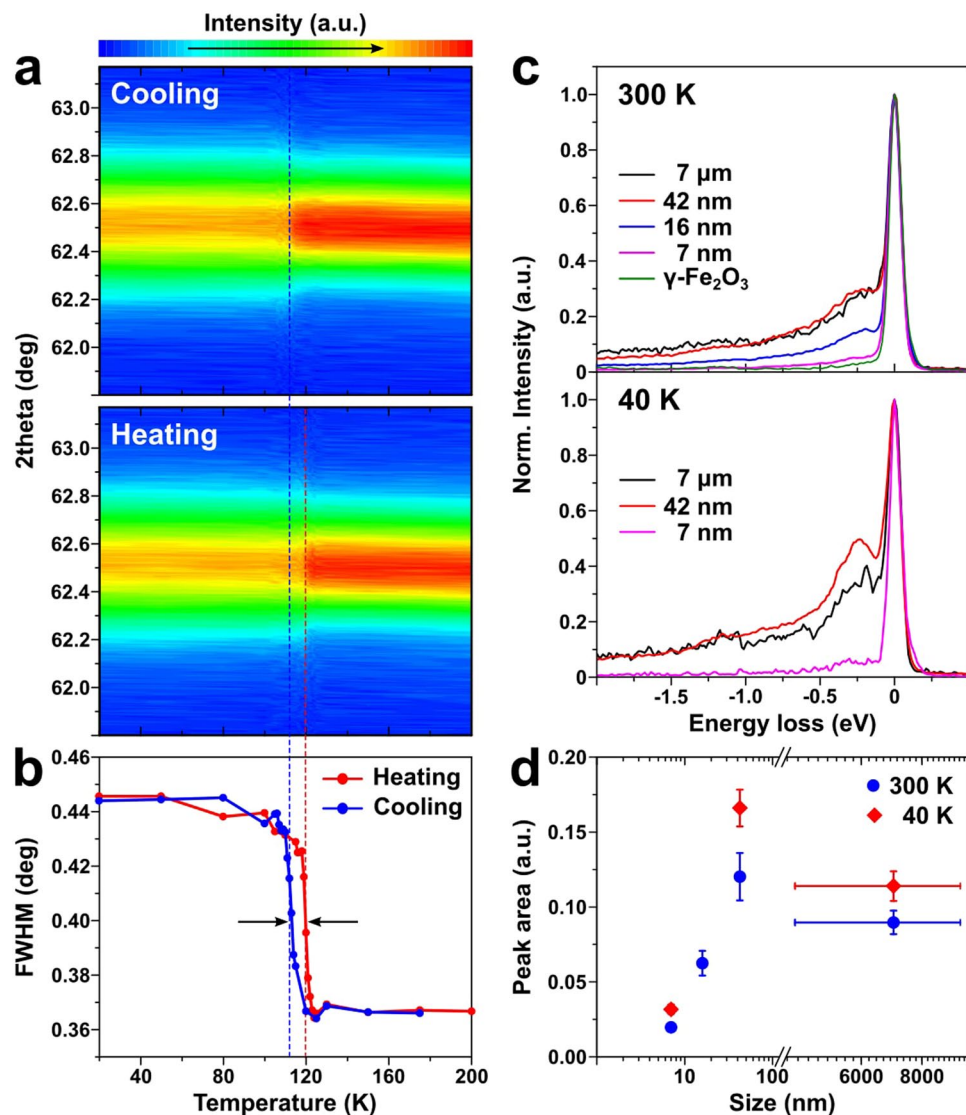 Intensity (a.u.)
a
Cooling
63.0
62.8
62.6
62.4
62.2
62.0
2theta (deg)
Heating
63.0
62.8
62.6
62.4
62.2
62.0
b
0.46
0.44
0.42
0.40
0.38
0.36
FWHM (deg)
Heating
Cooling
40
80
120
160
200
Temperature (K)
c
300 K
7 µm
42 nm
16 nm
7 nm
γ-Fe₂O₃
1.0
0.8
0.6
0.4
0.2
0
Norm. Intensity (a.u.)
40 K
7 µm
42 nm
7 nm
1.0
0.8
0.6
0.4
0.2
0
-1.5
-1.0
-0.5
0
Energy loss (eV)
d
0.20
0.15
0.10
0.05
0.00
Peak area (a.u.)
300 K
40 K
10
100
6000
8000
Size (nm)